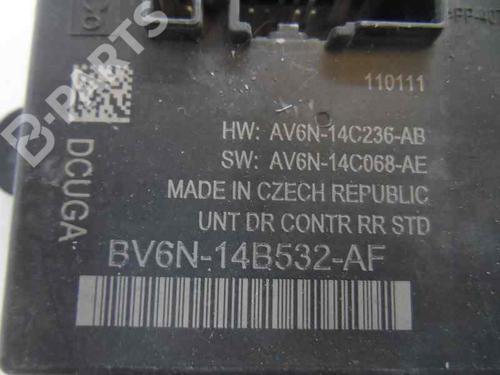 B-PARTS
110111
HW: AV6N-14C236-AB
SW: AV6N-14C068-AE
MADE IN CZECH REPUBLIC
UNT DR CONTR RR STD
DCUGA
BV6N-14B532-AF